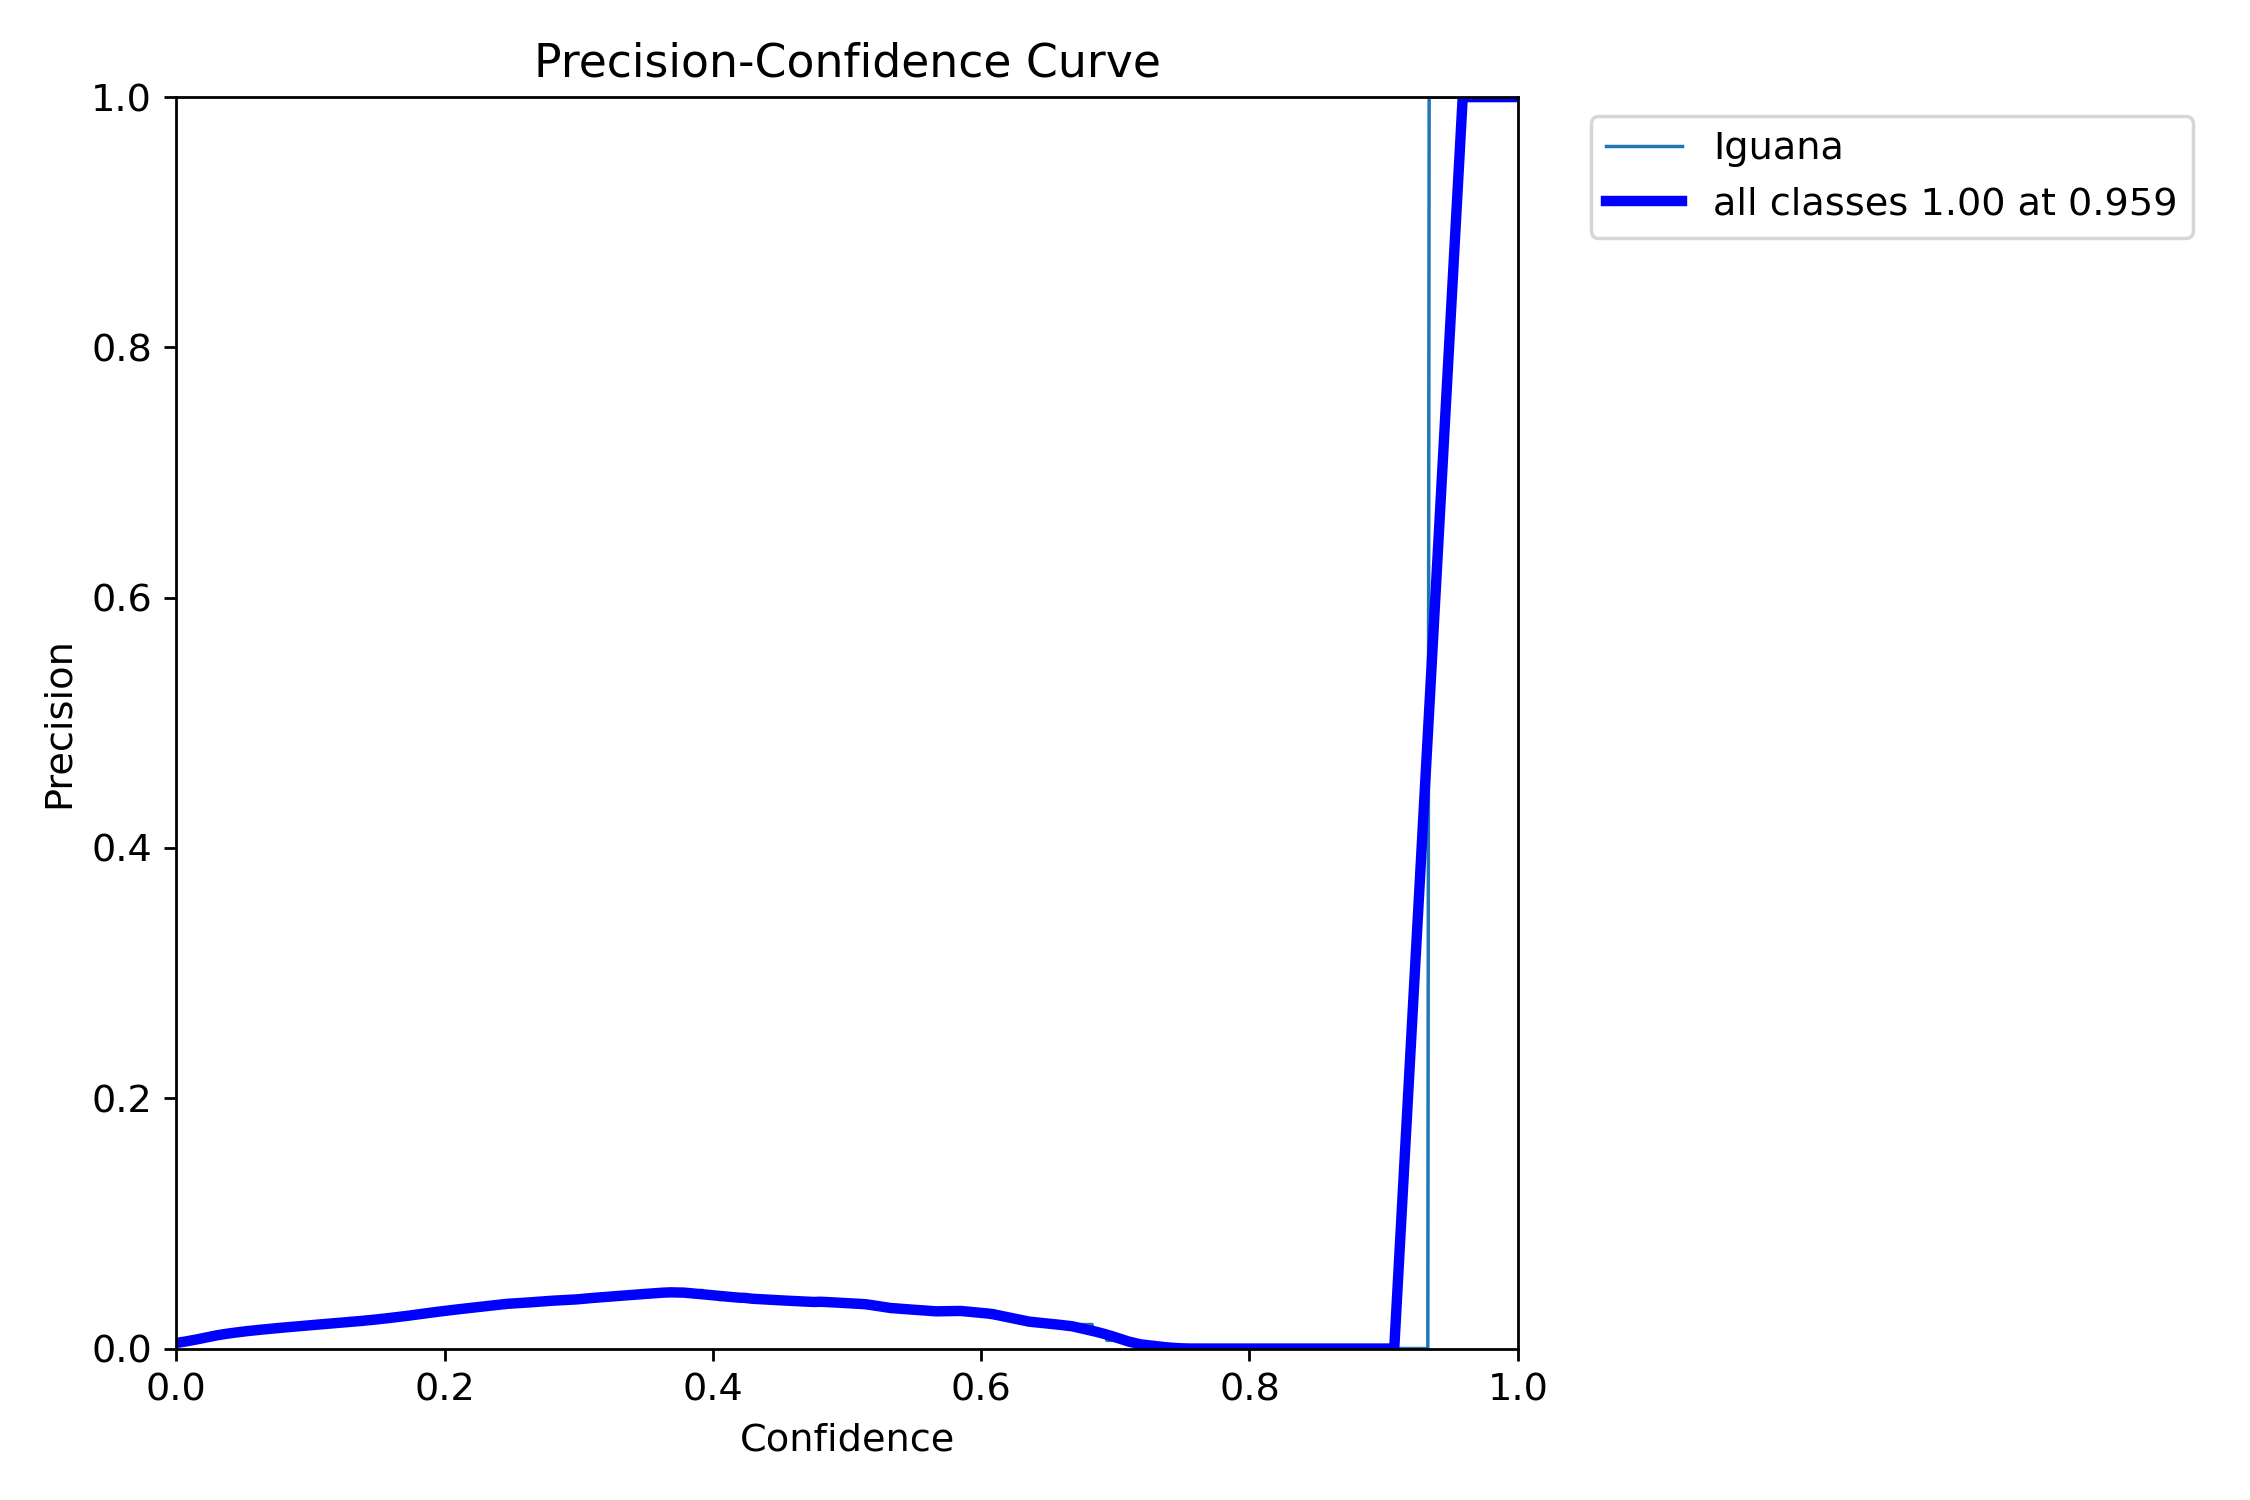 Precision-Confidence Curve
1.0
0.8
0.6
0.4
0.2
0.0
Precision
0.0 0.2 0.4 0.6 0.8 1.0
Confidence
Iguana
all classes 1.00 at 0.959